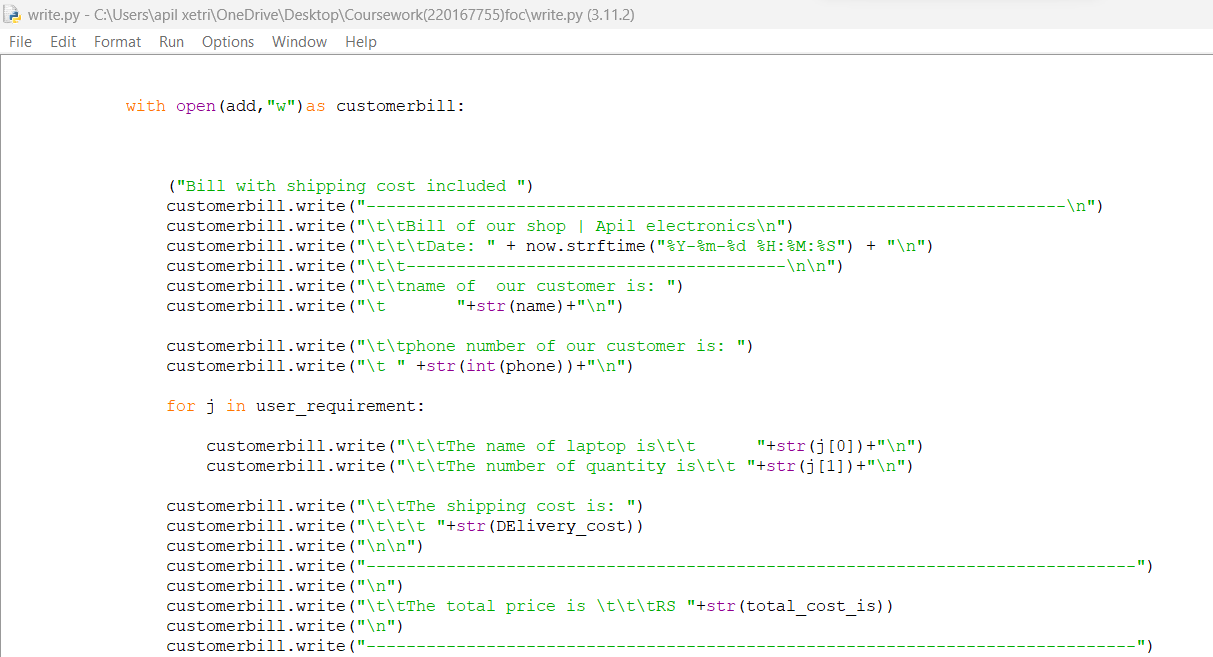 write.py - C:\Users\apil xetri\OneDrive\Desktop\Coursework(220167755)foc\write.py (3.11.2)
File Edit Format Run Options Window Help
with open(add,"w")as customerbill:
("Bill with shipping cost included ")
customerbill.write("----------------------------------------------------------------------\n")
customerbill.write("\t\tBill of our shop | Apil electronics\n")
customerbill.write("\t\t\tDate: " + now.strftime("%Y-%m-%d %H:%M:%S") + "\n")
customerbill.write("\t\t--------------------------------------\n\n")
customerbill.write("\t\tname of  our customer is: ")
customerbill.write("\t       "+str(name)+"\n")
customerbill.write("\t\tphone number of our customer is: ")
customerbill.write("\t " +str(int(phone))+"\n")
for j in user_requirement:
customerbill.write("\t\tThe name of laptop is\t\t      "+str(j[0])+"\n")
customerbill.write("\t\tThe number of quantity is\t\t "+str(j[1])+"\n")
customerbill.write("\t\tThe shipping cost is: ")
customerbill.write("\t\t\t "+str(DElivery_cost))
customerbill.write("\n\n")
customerbill.write("-----------------------------------------------------------------------------")
customerbill.write("\n")
customerbill.write("\t\tThe total price is \t\t\tRS "+str(total_cost_is))
customerbill.write("\n")
customerbill.write("-----------------------------------------------------------------------------")